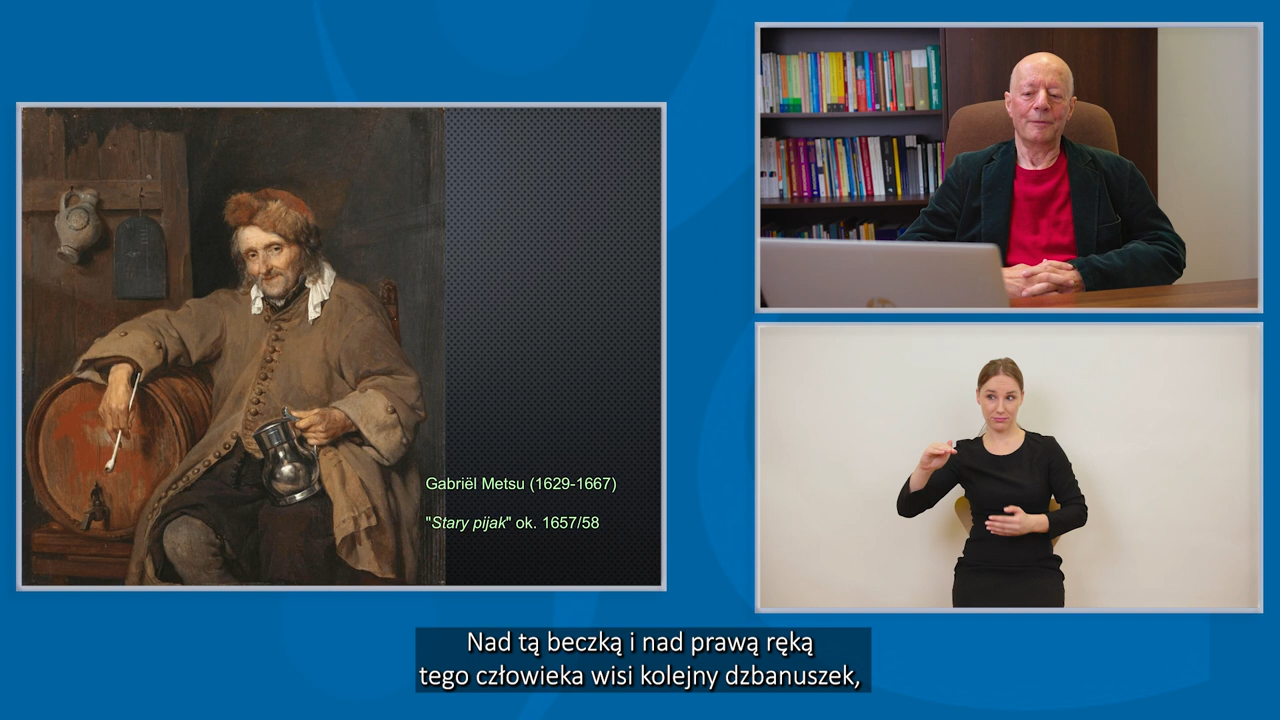 Gabriël Metsu (1629-1667)
"Stary pijak" ok. 1657/58
Nad tą beczką i nad prawą ręką
tego człowieka wisi kolejny dzbanuszek,